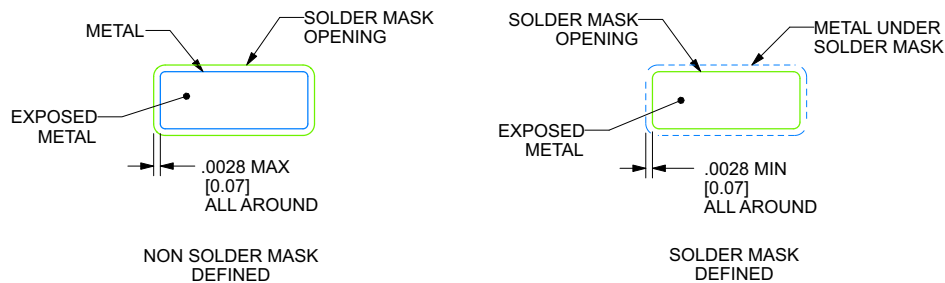 METAL
SOLDER MASK
OPENING
EXPOSED
METAL
.0028 MAX
[0.07]
ALL AROUND
NON SOLDER MASK
DEFINED
SOLDER MASK
OPENING
METAL UNDER
SOLDER MASK
EXPOSED
METAL
.0028 MIN
[0.07]
ALL AROUND
SOLDER MASK
DEFINED